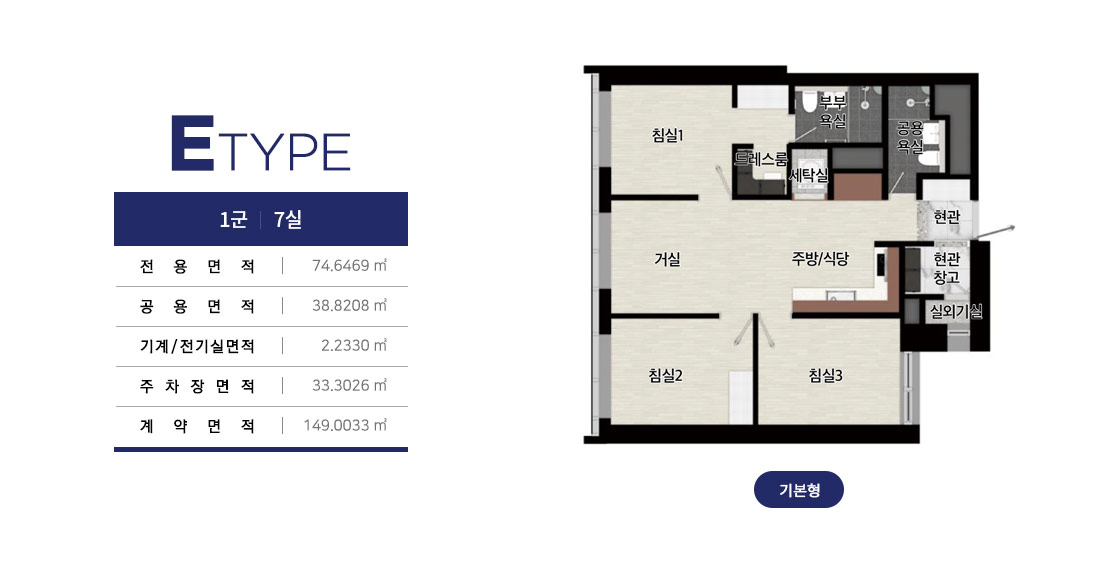 E TYPE
1군 | 7실
전용면적 | 74.6469 ㎡
공용면적 | 38.8208 ㎡
기계/전기실면적 | 2.2330 ㎡
주차장면적 | 33.3026 ㎡
계약면적 | 149.0033 ㎡
침실1
부부
욕실
공용
욕실
드레스룸
세탁실
현관
거실
주방/식당
현관
창고
실외기실
침실2
침실3
기본형